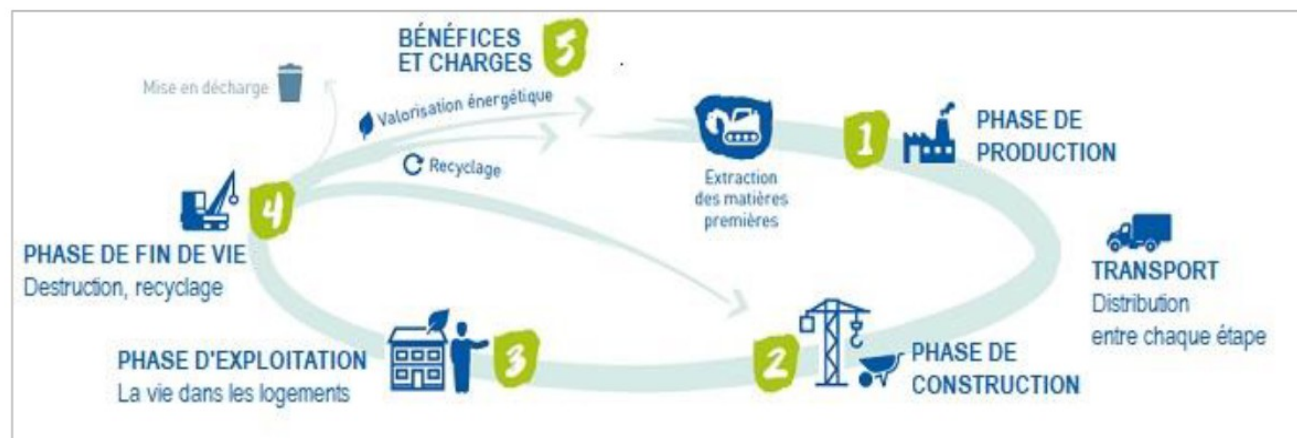 BÉNÉFICES
ET CHARGES
5
Mise en décharge
Valorisation énergétique
Recyclage
Extraction
des matières
premières
1
PHASE DE
PRODUCTION
TRANSPORT
Distribution
entre chaque étape
2
PHASE DE
CONSTRUCTION
3
PHASE D'EXPLOITATION
La vie dans les logements
4
PHASE DE FIN DE VIE
Destruction, recyclage